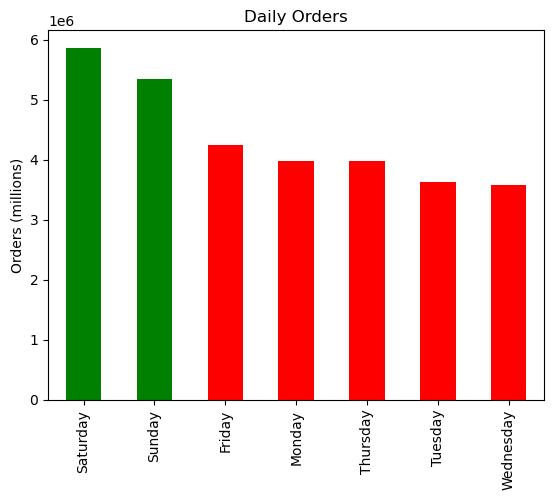 Daily Orders
1e6
6
5
4
3
2
1
0
Orders (millions)
Saturday
Sunday
Friday
Monday
Thursday
Tuesday
Wednesday